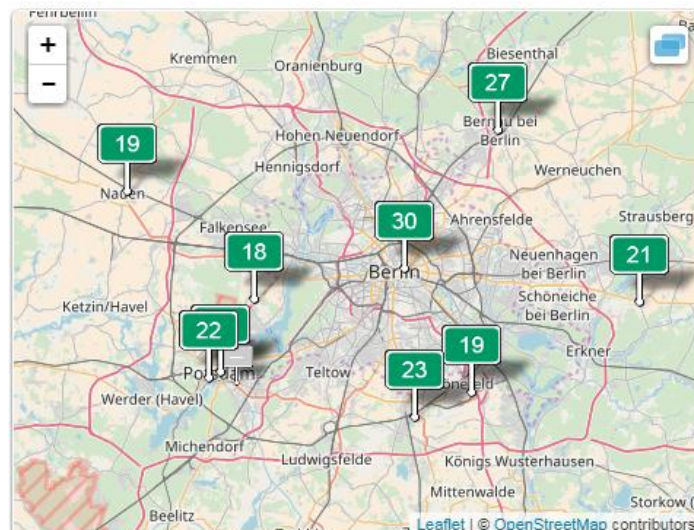 Fehrbellin
+
−
Kremmen
Oranienburg
Biesenthal
27
Bernau bei
Berlin
19
Nauen
Hohen Neuendorf
Hennigsdorf
Werneuchen
Falkensee
30
Ahrensfelde
Strausberg
18
Berlin
Neuenhagen
bei Berlin
21
Ketzin/Havel
Schöneiche
bei Berlin
22
Erkner
19
Teltow
23
Werder (Havel)
Michendorf
Ludwigsfelde
Königs Wusterhausen
Mittenwalde
Beelitz
Storkow (Mark)
Leaflet | © OpenStreetMap contributors